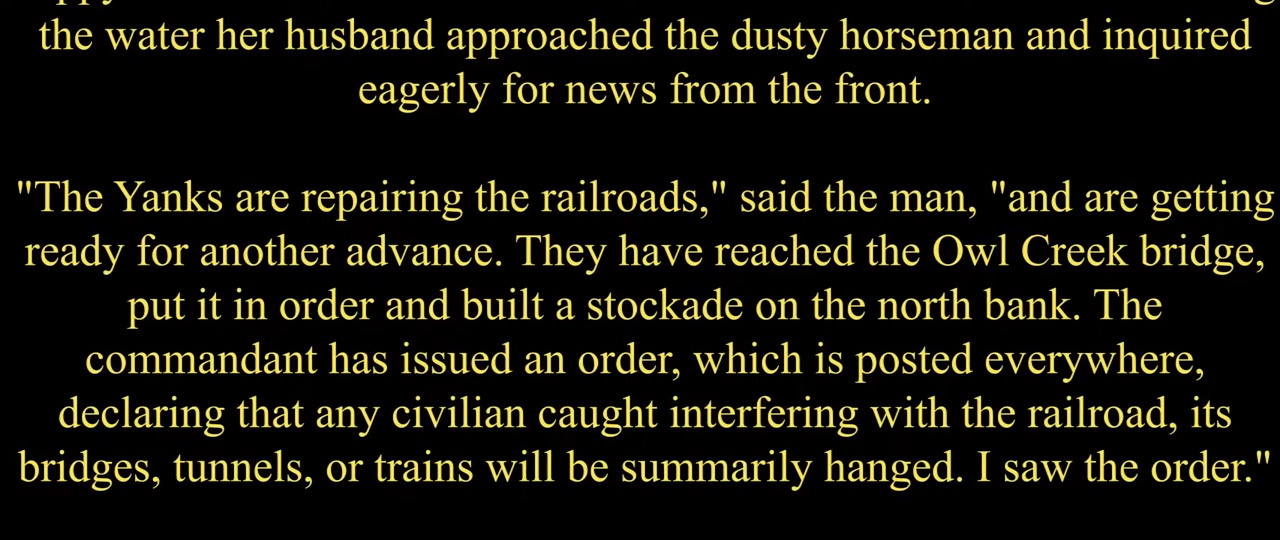 the water her husband approached the dusty horseman and inquired
eagerly for news from the front.
"The Yanks are repairing the railroads," said the man, "and are getting
ready for another advance. They have reached the Owl Creek bridge,
put it in order and built a stockade on the north bank. The
commandant has issued an order, which is posted everywhere,
declaring that any civilian caught interfering with the railroad, its
bridges, tunnels, or trains will be summarily hanged. I saw the order."